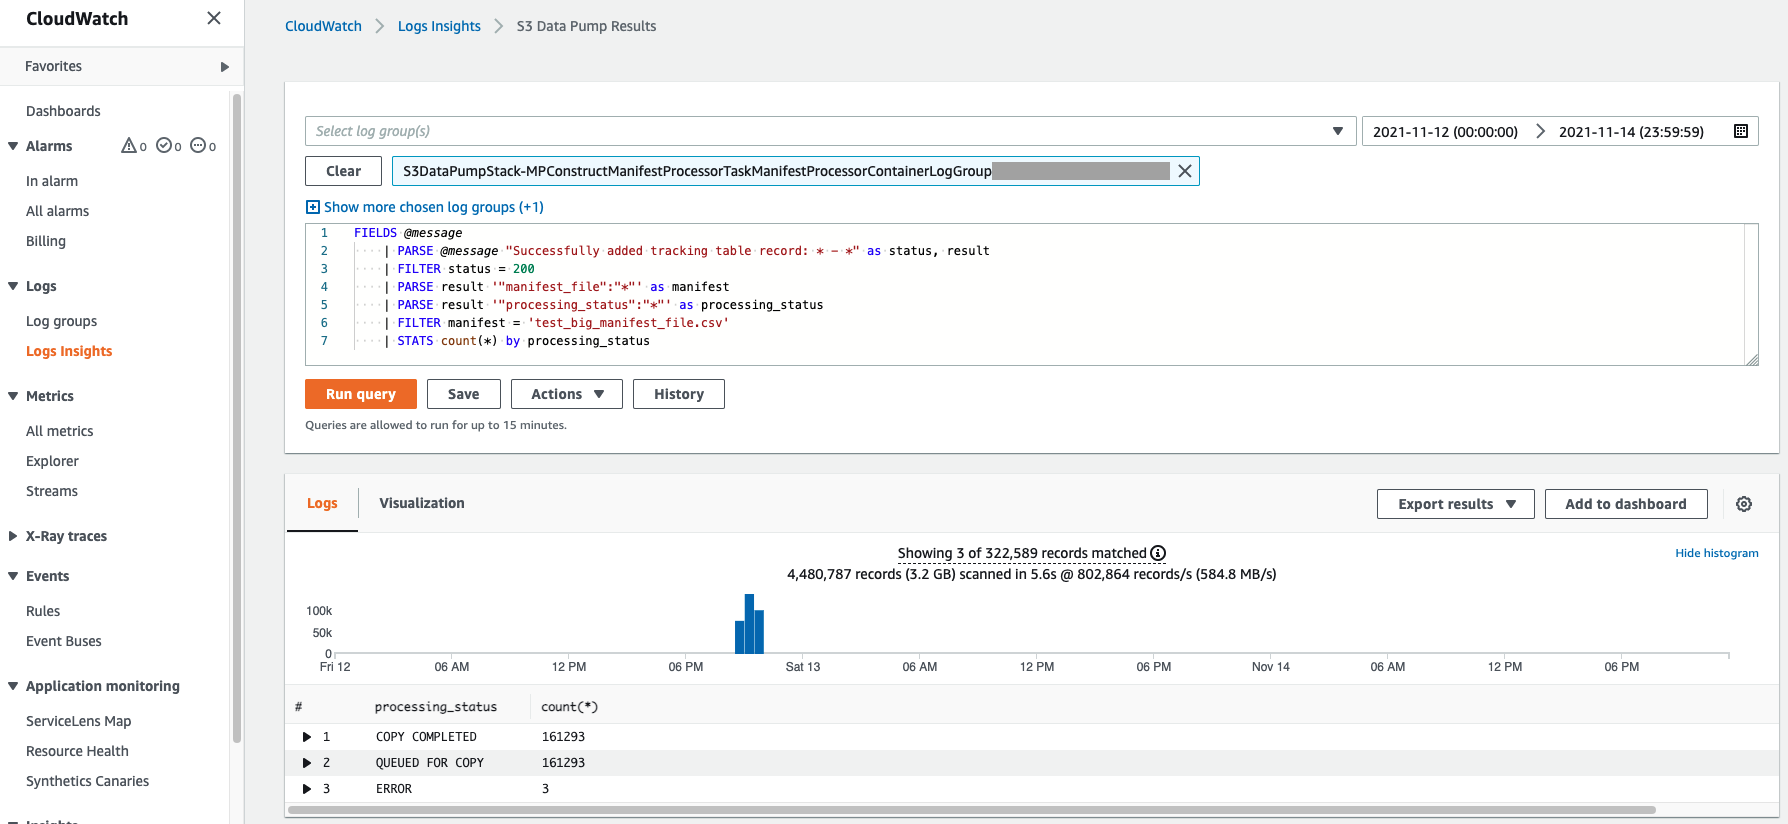 CloudWatch
Favorites
Dashboards
Alarms 0 0 0
In alarm
All alarms
Billing
Logs
Log groups
Logs Insights
Metrics
All metrics
Explorer
Streams
X-Ray traces
Events
Rules
Event Buses
Application monitoring
ServiceLens Map
Resource Health
Synthetics Canaries
CloudWatch > Logs Insights > S3 Data Pump Results
Select log group(s)
2021-11-12 (00:00:00) > 2021-11-14 (23:59:59)
Clear
S3DataPumpStack-MPConstructManifestProcessorTaskManifestProcessorContainerLogGroup
Show more chosen log groups (+1)
1 FIELDS @message
2 | PARSE @message "Successfully added tracking table record: * - *" as status, result
3 | FILTER status = 200
4 | PARSE result '"manifest_file":"*"' as manifest
5 | PARSE result '"processing_status":"*"' as processing_status
6 | FILTER manifest = 'test_big_manifest_file.csv'
7 | STATS count(*) by processing_status
Run query Save Actions History
Queries are allowed to run for up to 15 minutes.
Logs Visualization
Export results Add to dashboard
Showing 3 of 322,589 records matched
Hide histogram
4,480,787 records (3.2 GB) scanned in 5.6s @ 802,864 records/s (584.8 MB/s)
100k
50k
0
Fri 12 06 AM 12 PM 06 PM Sat 13 06 AM 12 PM 06 PM Nov 14 06 AM 12 PM 06 PM
# processing_status count(*)
1 COPY COMPLETED 161293
2 QUEUED FOR COPY 161293
3 ERROR 3